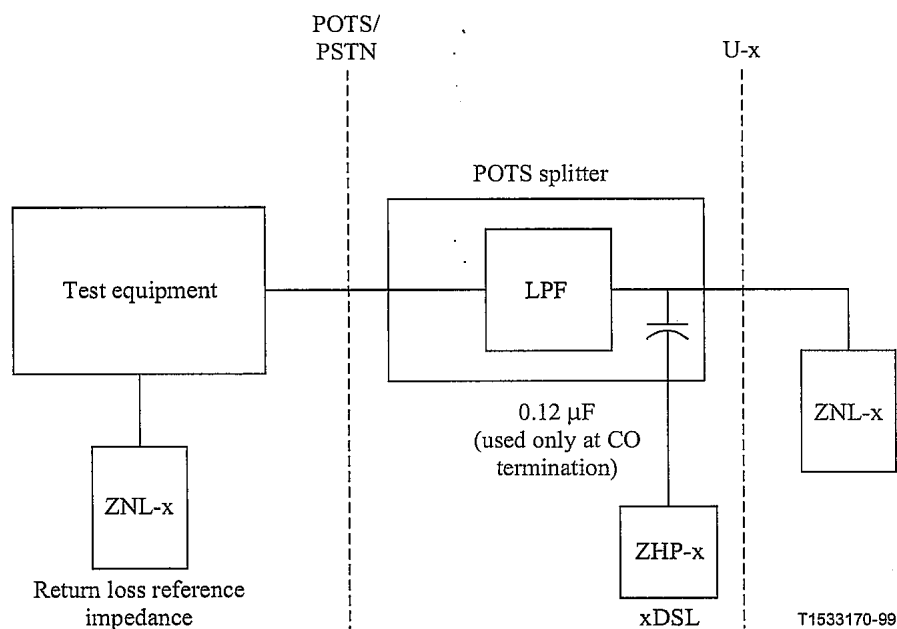 POTS/
PSTN
U-x
POTS splitter
Test equipment
LPF
0.12 µF
(used only at CO
termination)
ZNL-x
ZNL-x
ZHP-x
Return loss reference
impedance
xDSL
T1533170-99